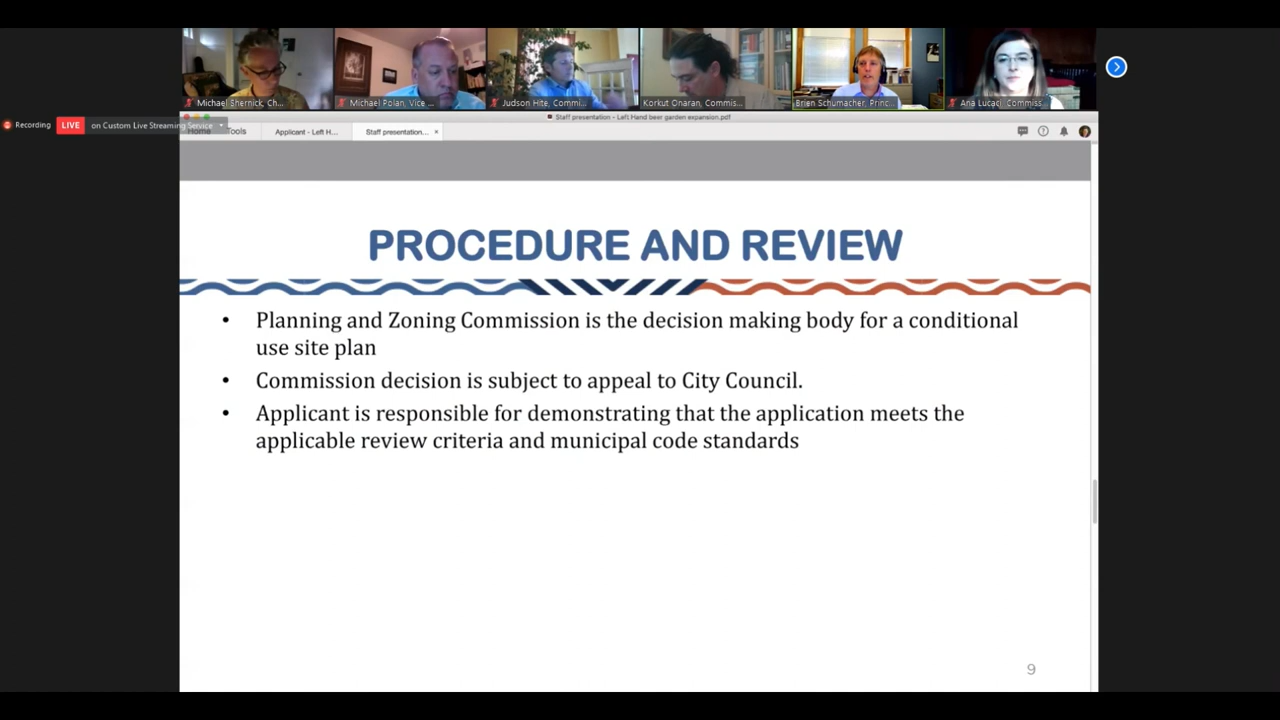 Michael Shernick, Ch...
Michael Polan, Vice ...
Judson Hite, Commi...
Korkut Onaran, Commis...
Brien Schumacher, Princ...
Ana Lucaci, Commiss...
Recording
LIVE
on Custom Live Streaming Service
Staff presentation - Left Hand beer garden expansion.pdf
Home
Tools
Applicant - Left H...
Staff presentation...
PROCEDURE AND REVIEW
• Planning and Zoning Commission is the decision making body for a conditional
use site plan
• Commission decision is subject to appeal to City Council.
• Applicant is responsible for demonstrating that the application meets the
applicable review criteria and municipal code standards
9